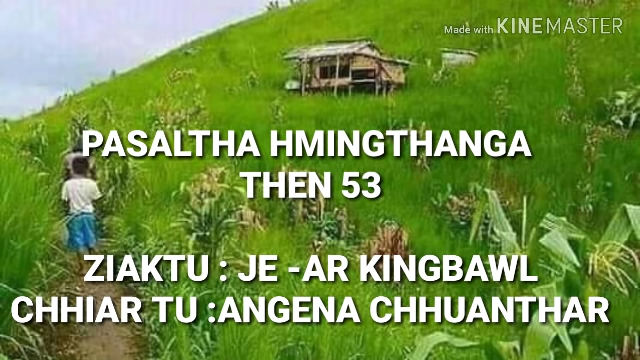 Made with KINEMASTER
PASALTHA HMINGTHANGA
THEN 53
ZIAKTU : JE -AR KINGBAWL
CHHIAR TU :ANGENA CHHUANTHAR